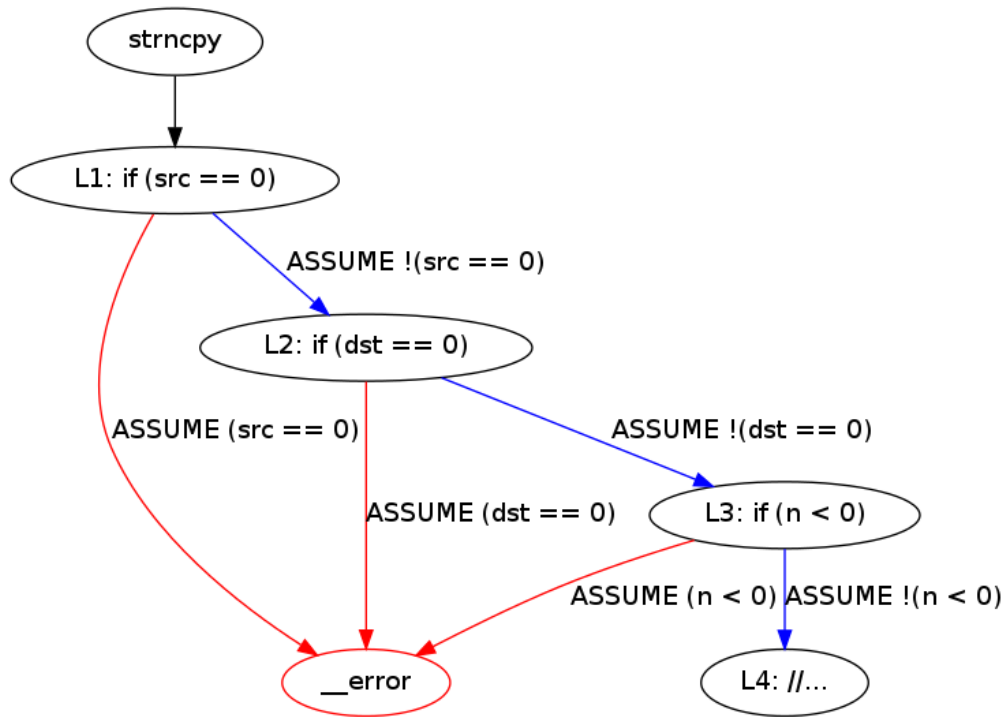 strncpy
L1: if (src == 0)
ASSUME !(src == 0)
L2: if (dst == 0)
ASSUME (src == 0)
ASSUME !(dst == 0)
ASSUME (dst == 0)
L3: if (n < 0)
ASSUME (n < 0)
ASSUME !(n < 0)
__error
L4: //...